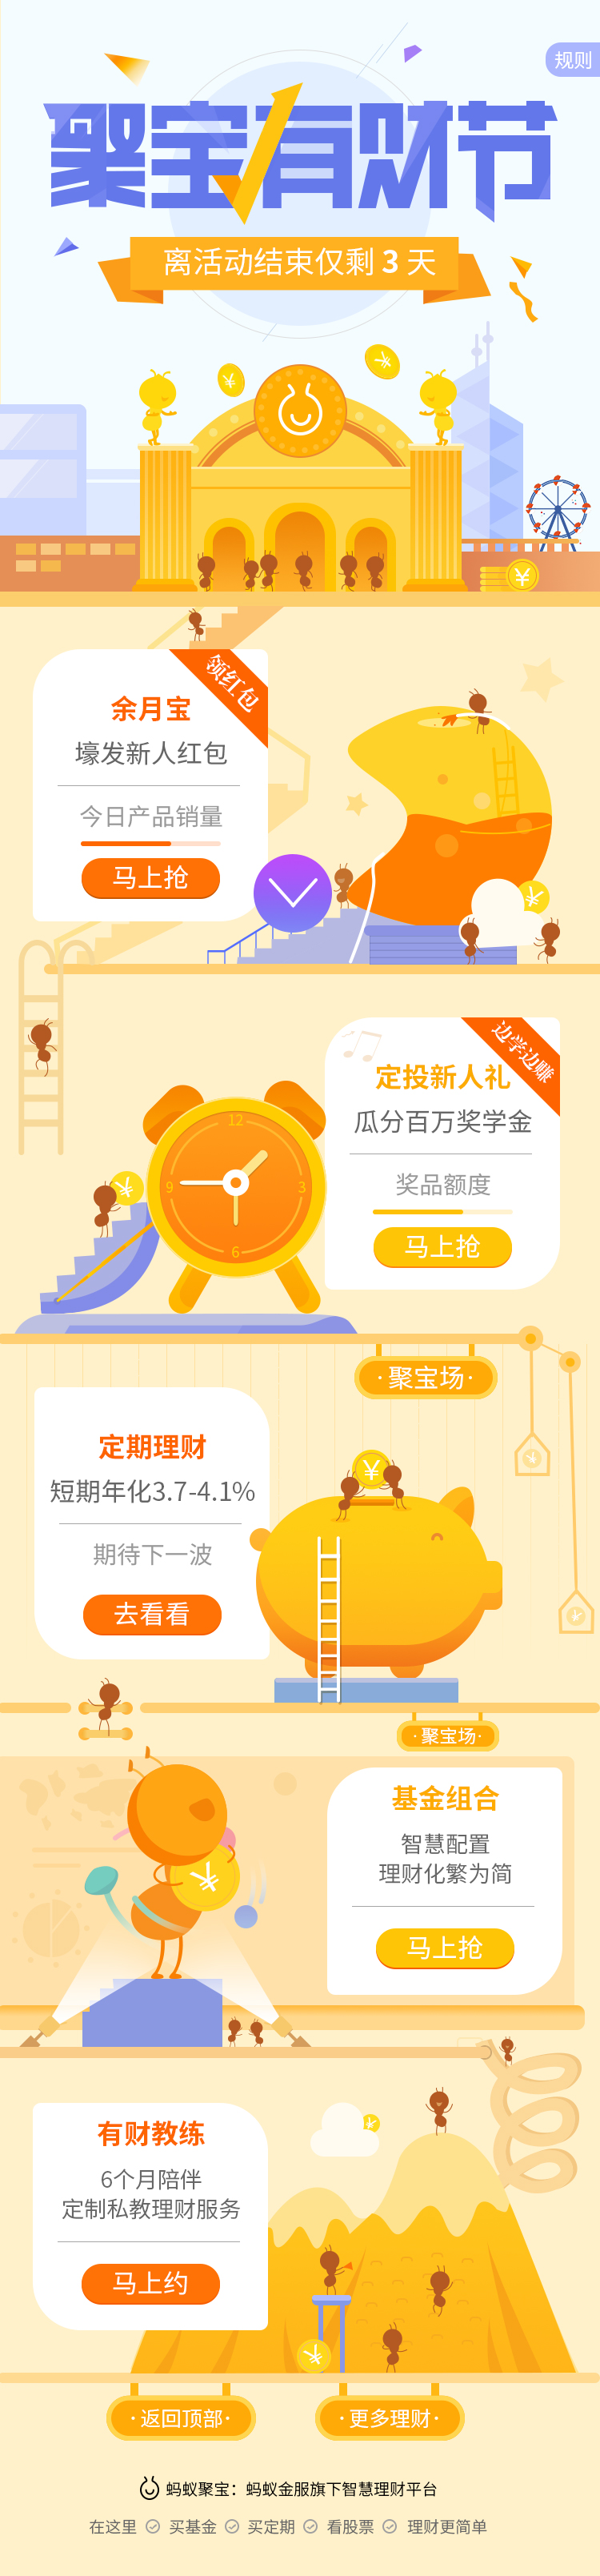 规则
聚宝有财节
离活动结束仅剩 3 天
¥
¥
¥
领红包
余月宝
壕发新人红包
今日产品销量
马上抢
¥
边学边赚
定投新人礼
瓜分百万奖学金
奖品额度
马上抢
12
9
3
6
¥
·聚宝场·
定期理财
短期年化3.7-4.1%
期待下一波
去看看
¥
·聚宝场·
基金组合
智慧配置
理财化繁为简
马上抢
¥
有财教练
6个月陪伴
定制私教理财服务
马上约
¥
¥
·返回顶部·
·更多理财·
蚂蚁聚宝：蚂蚁金服旗下智慧理财平台
在这里 买基金 买定期 看股票 理财更简单